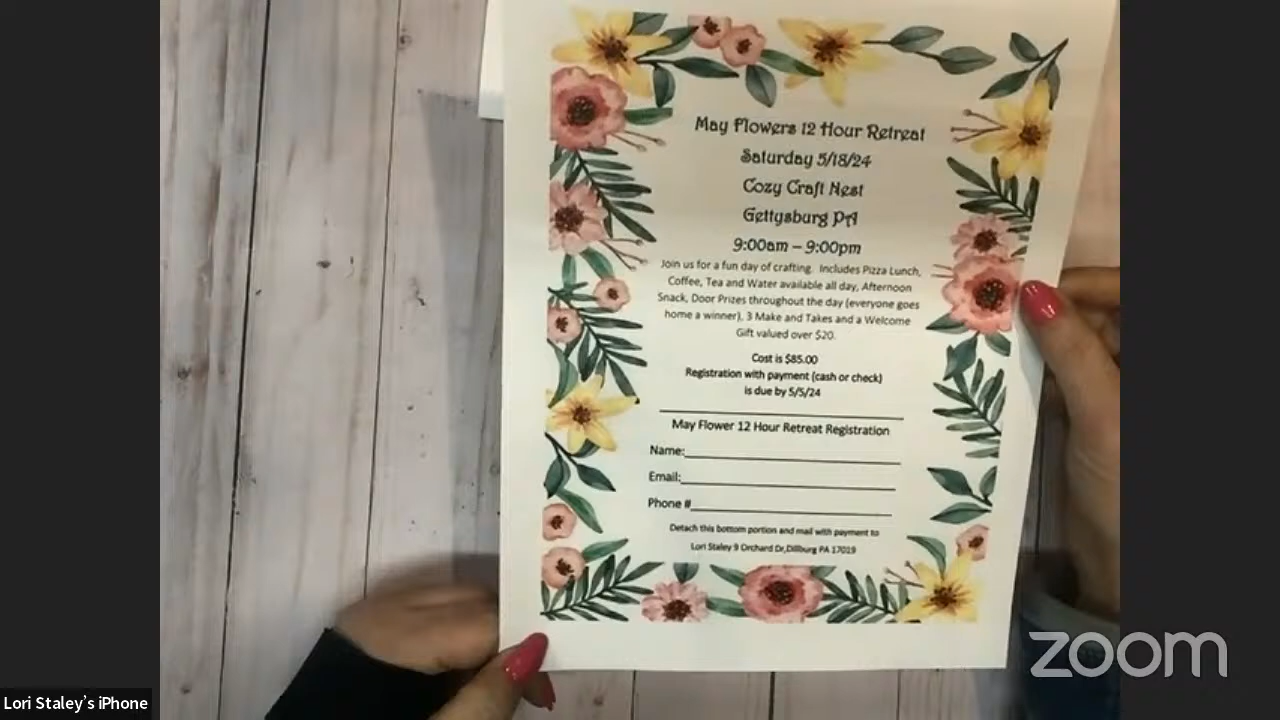 May Flowers 12 Hour Retreat
Saturday 5/18/24
Cozy Craft Nest
Gettysburg PA
9:00am – 9:00pm
Join us for a fun day of crafting. Includes Pizza Lunch,
Coffee, Tea and Water available all day, Afternoon
Snack, Door Prizes throughout the day (everyone goes
home a winner), 3 Make and Takes and a Welcome
Gift valued over $20.
Cost is $85.00
Registration with payment (cash or check)
is due by 5/5/24
May Flower 12 Hour Retreat Registration
Name:
Email:
Phone #
Detach this bottom portion and mail with payment to
Lori Staley 9 Orchard Dr,Dillburg PA 17019
zoom
Lori Staley's iPhone